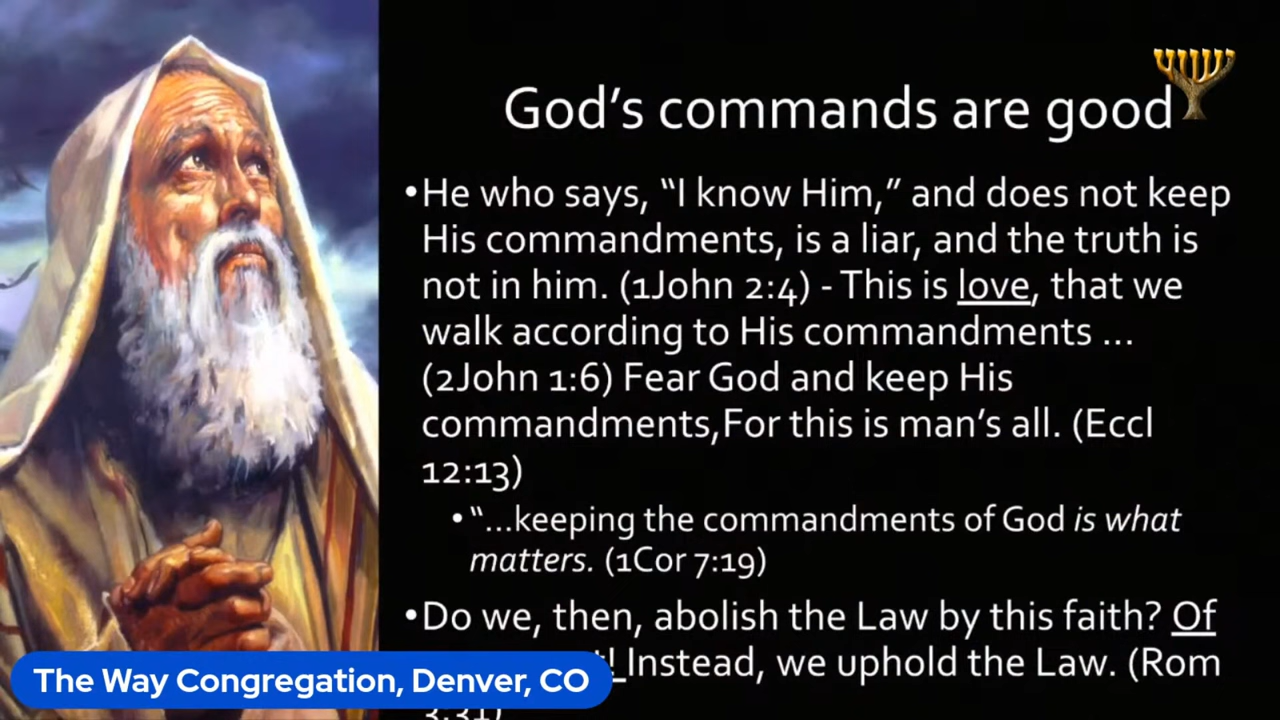 God's commands are good
•He who says, “I know Him,” and does not keep
His commandments, is a liar, and the truth is
not in him. (1John 2:4) - This is love, that we
walk according to His commandments ...
(2John 1:6) Fear God and keep His
commandments,For this is man's all. (Eccl
12:13)
•“...keeping the commandments of God is what
matters. (1Cor 7:19)
•Do we, then, abolish the Law by this faith? Of
Instead, we uphold the Law. (Rom
3:31)
The Way Congregation, Denver, CO